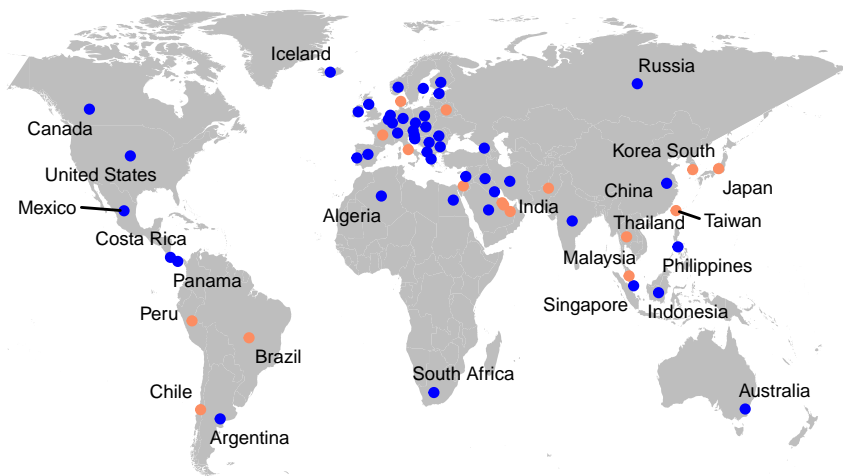 Iceland
Russia
Canada
Korea South
United States
China
Japan
Mexico
Algeria
India
Costa Rica
Thailand
Taiwan
Malaysia
Philippines
Panama
Singapore
Indonesia
Peru
Brazil
South Africa
Chile
Australia
Argentina